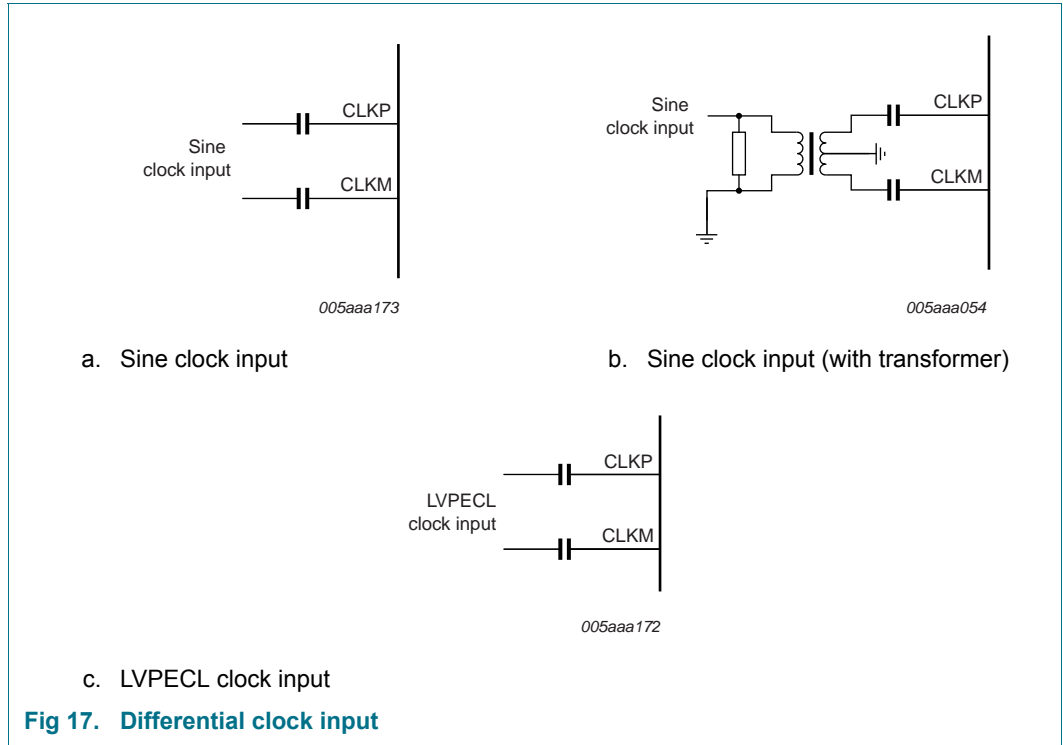 CLKP
Sine
clock input
CLKM
005aaa173
a. Sine clock input
Sine
clock input
CLKP
CLKM
005aaa054
b. Sine clock input (with transformer)
CLKP
LVPECL
clock input
CLKM
005aaa172
c. LVPECL clock input
Fig 17. Differential clock input